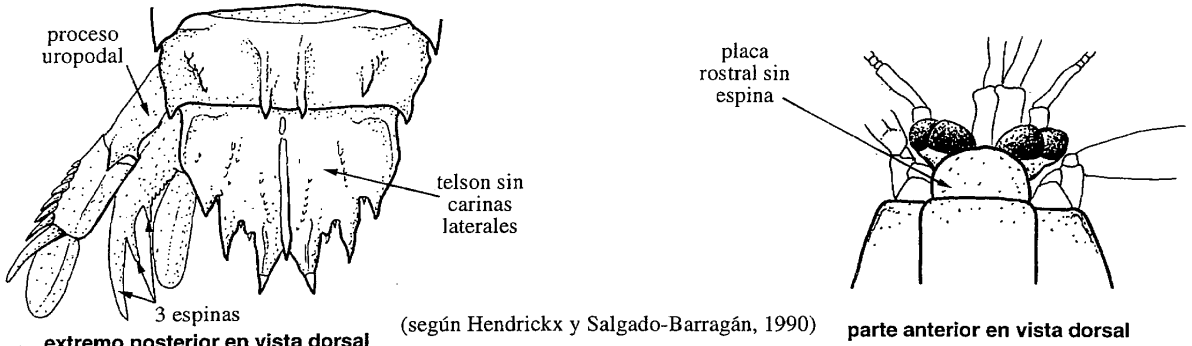 proceso
uropodal
telson sin
carinas
laterales
3 espinas
extremo posterior en vista dorsal
placa
rostral sin
espina
(según Hendrickx y Salgado-Barragán, 1990)
parte anterior en vista dorsal